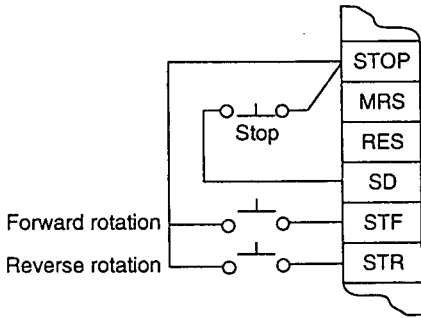 STOP
MRS
Stop
RES
SD
Forward rotation
STF
Reverse rotation
STR